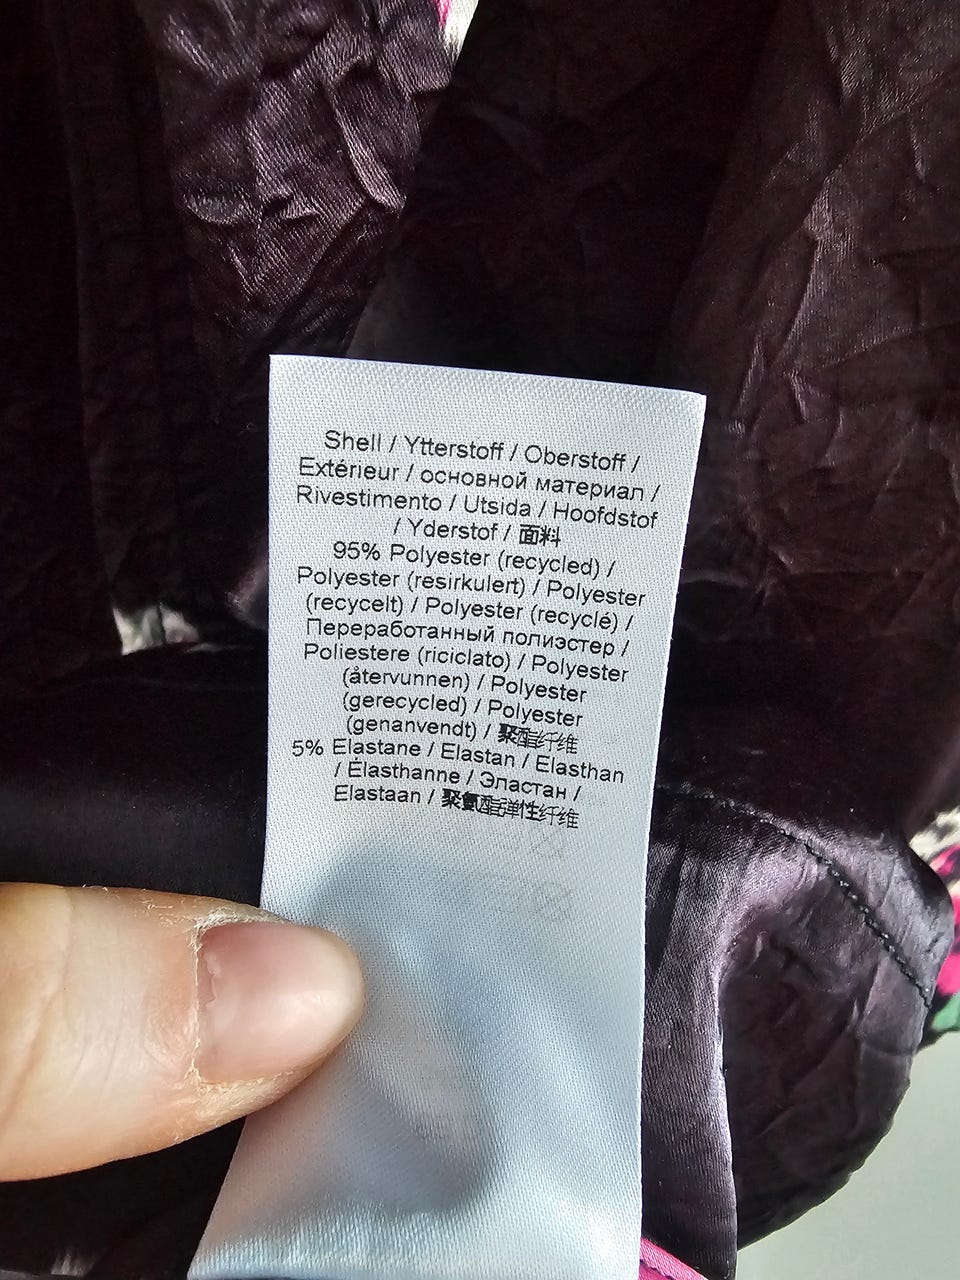 Shell / Ytterstoff / Oberstoff /
Extérieur / основной материал /
Rivestimento / Utsida / Hoofdstof
/ Yderstof / 面料
95% Polyester (recycled) /
Polyester (resirkulert) / Polyester
(recycelt) / Polyester (recyclé) /
Переработанный полиэстер /
Poliestere (riciclato) / Polyester
(återvunnen) / Polyester
(gerecycled) / Polyester
(genanvendt) / 聚酯纤维
5% Elastane / Elastan / Elasthan
/ Élasthanne / Эластан /
Elastaan / 聚氨酯弹性纤维